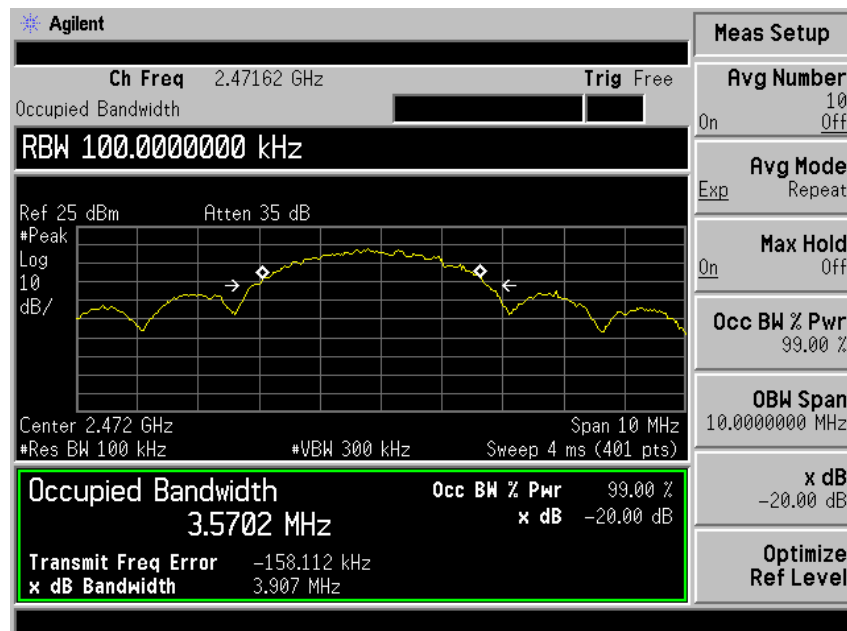 Agilent
Ch Freq 2.47162 GHz Trig Free
Occupied Bandwidth
RBW 100.0000000 kHz
Ref 25 dBm Atten 35 dB
#Peak
Log
10
dB/
Center 2.472 GHz Span 10 MHz
#Res BW 100 kHz #VBW 300 kHz Sweep 4 ms (401 pts)
Occupied Bandwidth
3.5702 MHz
Occ BW % Pwr 99.00 %
x dB -20.00 dB
Transmit Freq Error -158.112 kHz
x dB Bandwidth 3.907 MHz
Meas Setup
Avg Number
10
On Off
Avg Mode
Exp Repeat
Max Hold
On Off
Occ BW % Pwr
99.00 %
OBW Span
10.0000000 MHz
x dB
-20.00 dB
Optimize
Ref Level